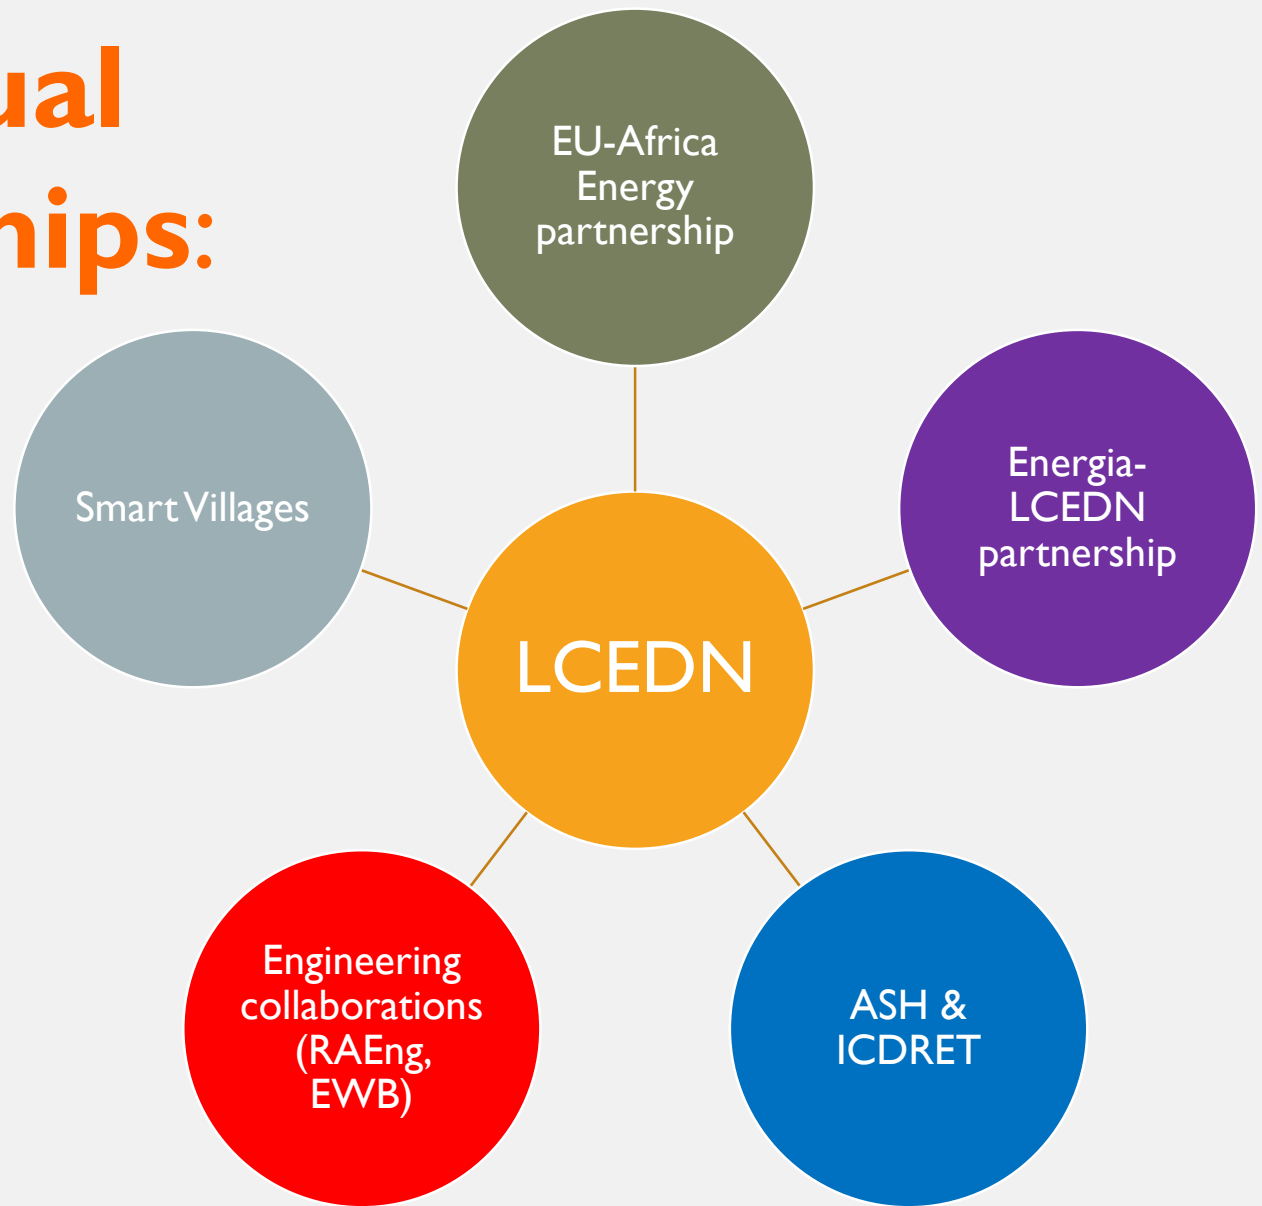 ual
hips:
EU-Africa
Energy
partnership
Smart Villages
Energia-
LCEDN
partnership
LCEDN
Engineering
collaborations
(RAEng,
EWB)
ASH &
ICDRET